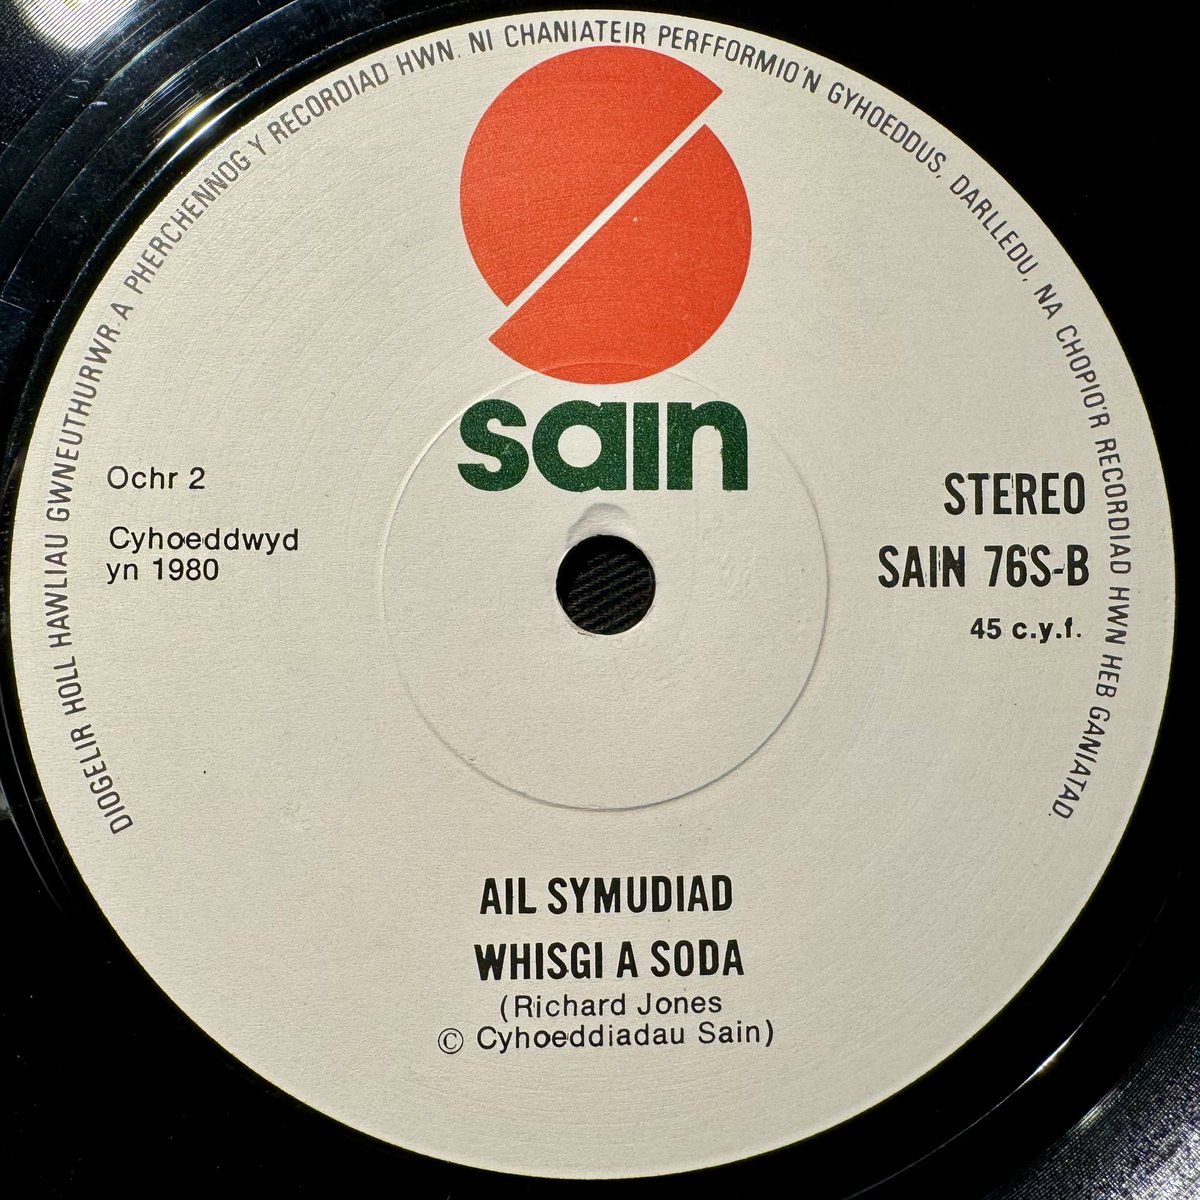 DIOGELIR HOLL HAWLIAU GWNEUTHURWR A PHERCHENNOG Y RECORDIAD HWN. NI CHANIATEIR PERFFORMIO'N GYHOEDDUS, DARLLEDU, NA CHOPIO'R RECORDIAD HWN HEB GANIATAD.
sain
Ochr 2
Cyhoeddwyd
yn 1980
STEREO
SAIN 76S-B
45 c.y.f.
AIL SYMUDIAD
WHISGI A SODA
(Richard Jones
© Cyhoeddiadau Sain)